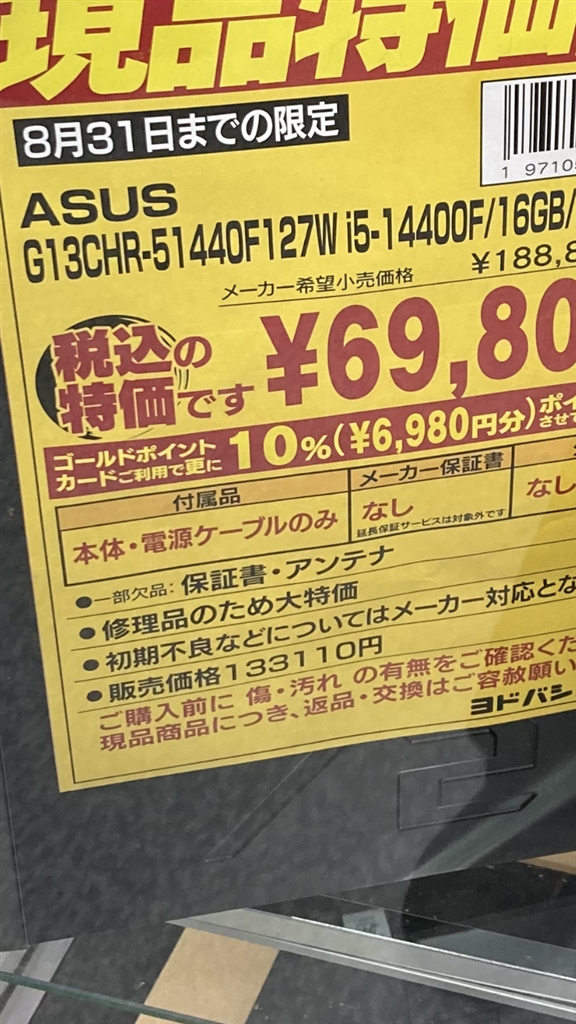 現品特価
8月31日までの限定
1 9710
ASUS
G13CHR-51440F127W i5-14400F/16GB/
メーカー希望小売価格 ¥188,8
税込の
特価です
¥69,80
ゴールドポイント
カードご利用で更に
10%(¥6,980円分)
ポイ
させて
付属品
メーカー保証書
本体・電源ケーブルのみ
なし
延長保証サービスは対象外です
なし
●一部欠品: 保証書・アンテナ
●修理品のため大特価
●初期不良などについてはメーカー対応とな
●販売価格133110円
ご購入前に 傷・汚れ の有無をご確認くた
現品商品につき、返品・交換はご容赦願い
ヨドバシ